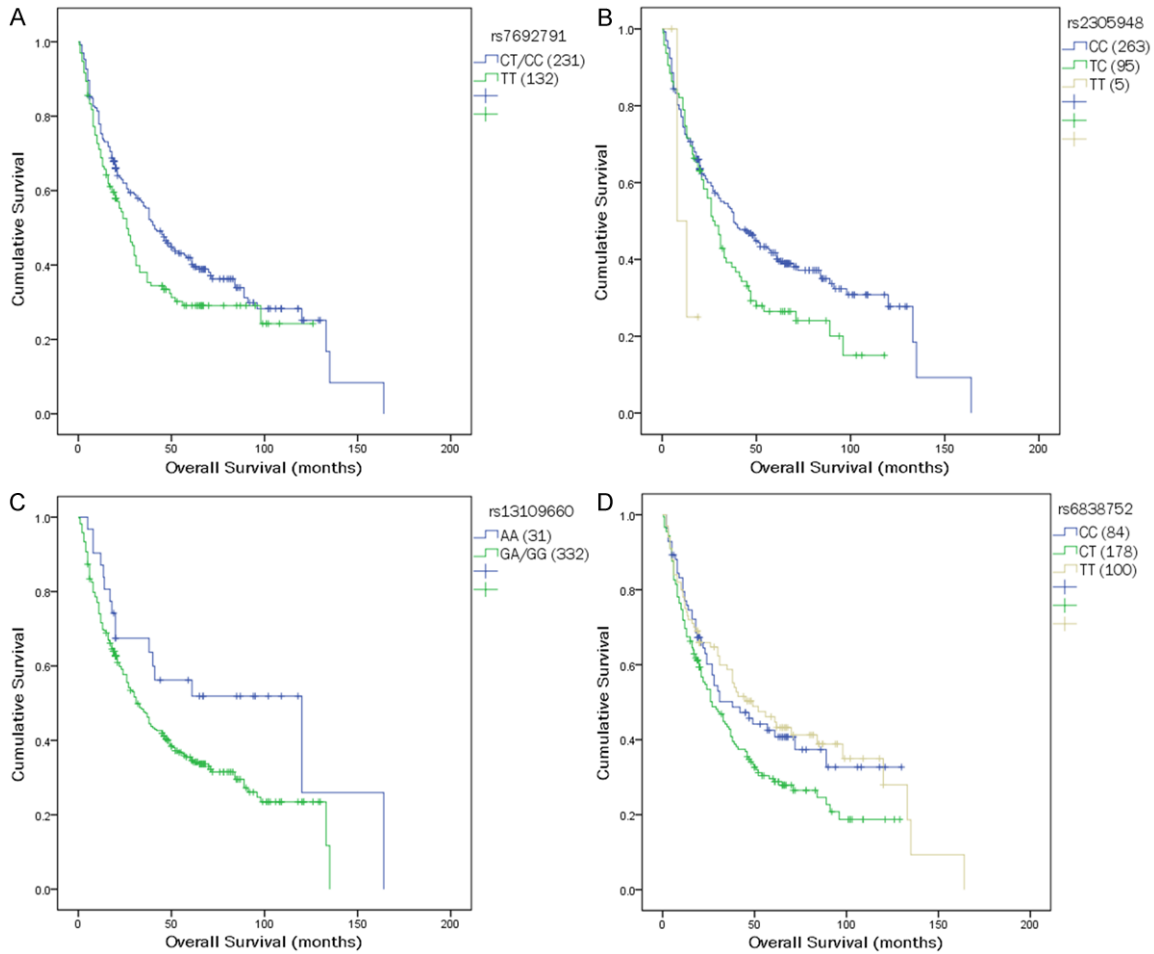 A
rs7692791
CT/CC (231)
TT (132)
Cumulative Survival
1.0
0.8
0.6
0.4
0.2
0.0
0 50 100 150 200
Overall Survival (months)
B
rs2305948
CC (263)
TC (95)
TT (5)
Cumulative Survival
1.0
0.8
0.6
0.4
0.2
0.0
0 50 100 150 200
Overall Survival (months)
C
rs13109660
AA (31)
GA/GG (332)
Cumulative Survival
1.0
0.8
0.6
0.4
0.2
0.0
0 50 100 150 200
Overall Survival (months)
D
rs6838752
CC (84)
CT (178)
TT (100)
Cumulative Survival
1.0
0.8
0.6
0.4
0.2
0.0
0 50 100 150 200
Overall Survival (months)